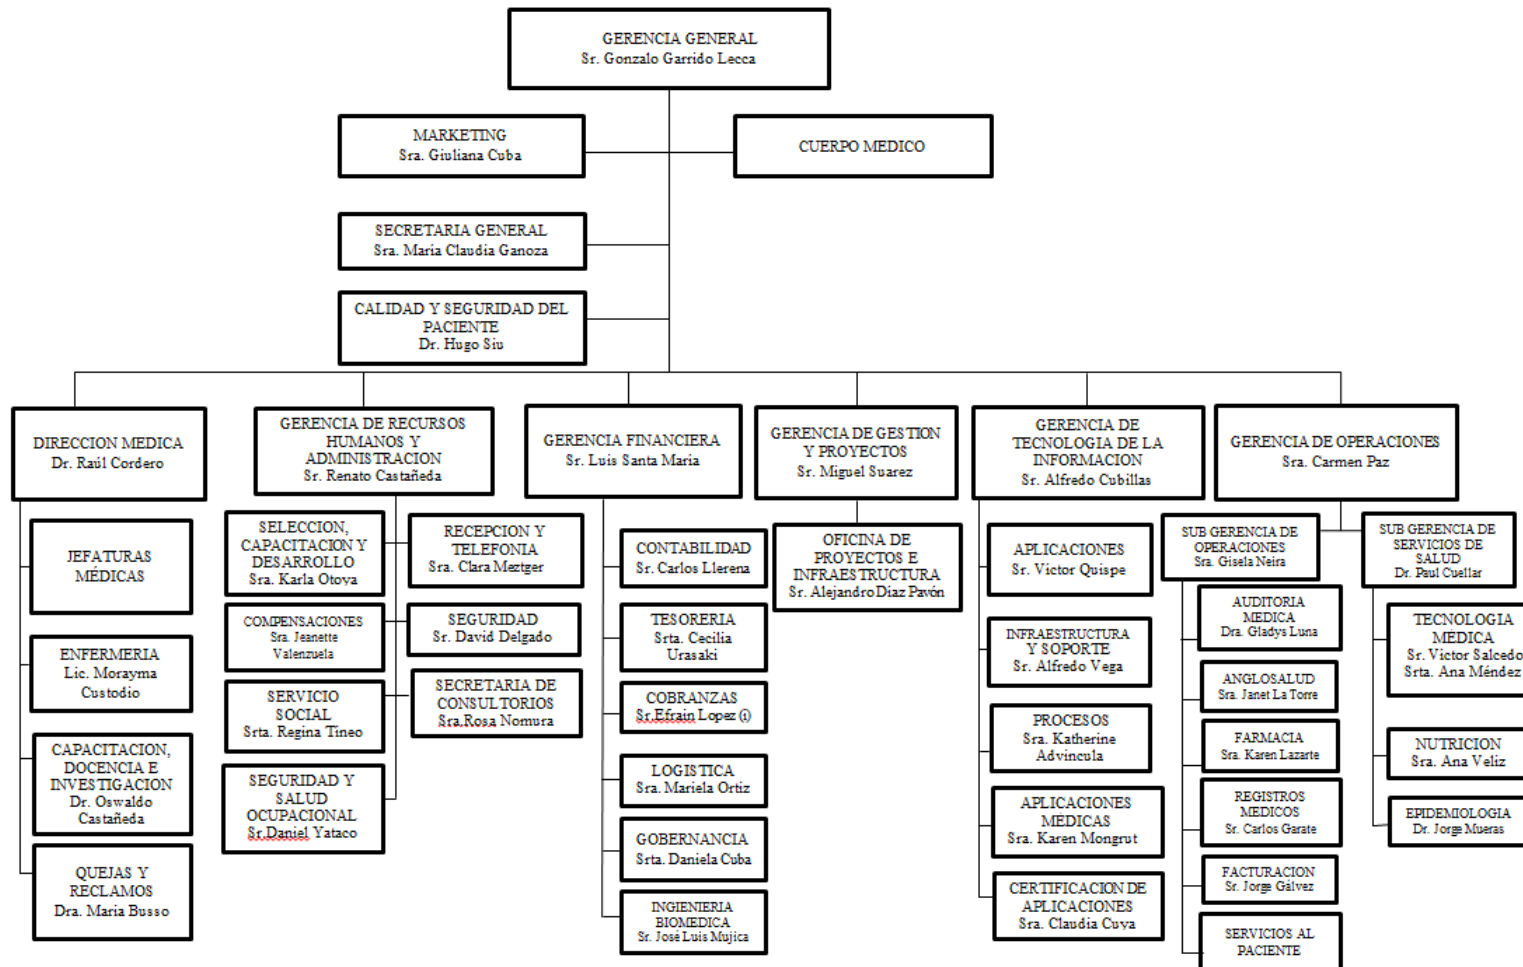 GERENCIA GENERAL
Sr. Gonzalo Garrido Lecca
MARKETING
Sra. Giuliana Cuba
CUERPO MEDICO
SECRETARIA GENERAL
Sra. Maria Claudia Ganoza
CALIDAD Y SEGURIDAD DEL
PACIENTE
Dr. Hugo Siu
DIRECCION MEDICA
Dr. Raúl Cordero
JEFATURAS
MÉDICAS
ENFERMERIA
Lic. Morayma
Custodio
CAPACITACION,
DOCENCIA E
INVESTIGACION
Dr. Oswaldo
Castañeda
QUEJAS Y
RECLAMOS
Dra. Maria Busso
GERENCIA DE RECURSOS
HUMANOS Y
ADMINISTRACION
Sr. Renato Castañeda
SELECCION,
CAPACITACION Y
DESARROLLO
Sra. Karla Otoya
COMPENSACIONES
Sra. Jeanette
Valenzuela
SERVICIO
SOCIAL
Srta. Regina Tineo
SEGURIDAD Y
SALUD
OCUPACIONAL
Sr.Daniel Yataco
RECEPCION Y
TELEFONIA
Sra. Clara Meztger
SEGURIDAD
Sr. David Delgado
SECRETARIA DE
CONSULTORIOS
Sra.Rosa Nomura
GERENCIA FINANCIERA
Sr. Luis Santa Maria
CONTABILIDAD
Sr. Carlos Llerena
TESORERIA
Srta. Cecilia
Urasaki
COBRANZAS
Sr.Efrain Lopez (i)
LOGISTICA
Sra. Mariela Ortiz
GOBERNANCIA
Srta. Daniela Cuba
INGIENIERIA
BIOMEDICA
Sr. José Luis Mujica
GERENCIA DE GESTION
Y PROYECTOS
Sr. Miguel Suarez
OFICINA DE
PROYECTOS E
INFRAESTRUCTURA
Sr. Alejandro Diaz Pavón
GERENCIA DE
TECNOLOGIA DE LA
INFORMACION
Sr. Alfredo Cubillas
APLICACIONES
Sr. Victor Quispe
INFRAESTRUCTURA
Y SOPORTE
Sr. Alfredo Vega
PROCESOS
Sra. Katherine
Advincula
APLICACIONES
MÉDICAS
Sra. Karen Mongrut
CERTIFICACION DE
APLICACIONES
Sra. Claudia Cuya
GERENCIA DE OPERACIONES
Sra. Carmen Paz
SUB GERENCIA DE
OPERACIONES
Sra. Gisela Neira
AUDITORIA
MEDICA
Dra. Gladys Luna
ANGLOSALUD
Sra. Janet La Torre
FARMACIA
Sra. Karen Lazarte
REGISTROS
MEDICOS
Sr. Carlos Garate
FACTURACION
Sr. Jorge Gálvez
SERVICIOS AL
PACIENTE
SUB GERENCIA DE
SERVICIOS DE
SALUD
Dr. Paul Cuellar
TECNOLOGIA
MÉDICA
Sr. Victor Salcedo
Srta. Ana Méndez
NUTRICION
Sra. Ana Veliz
EPIDEMIOLOGIA
Dr. Jorge Mueras